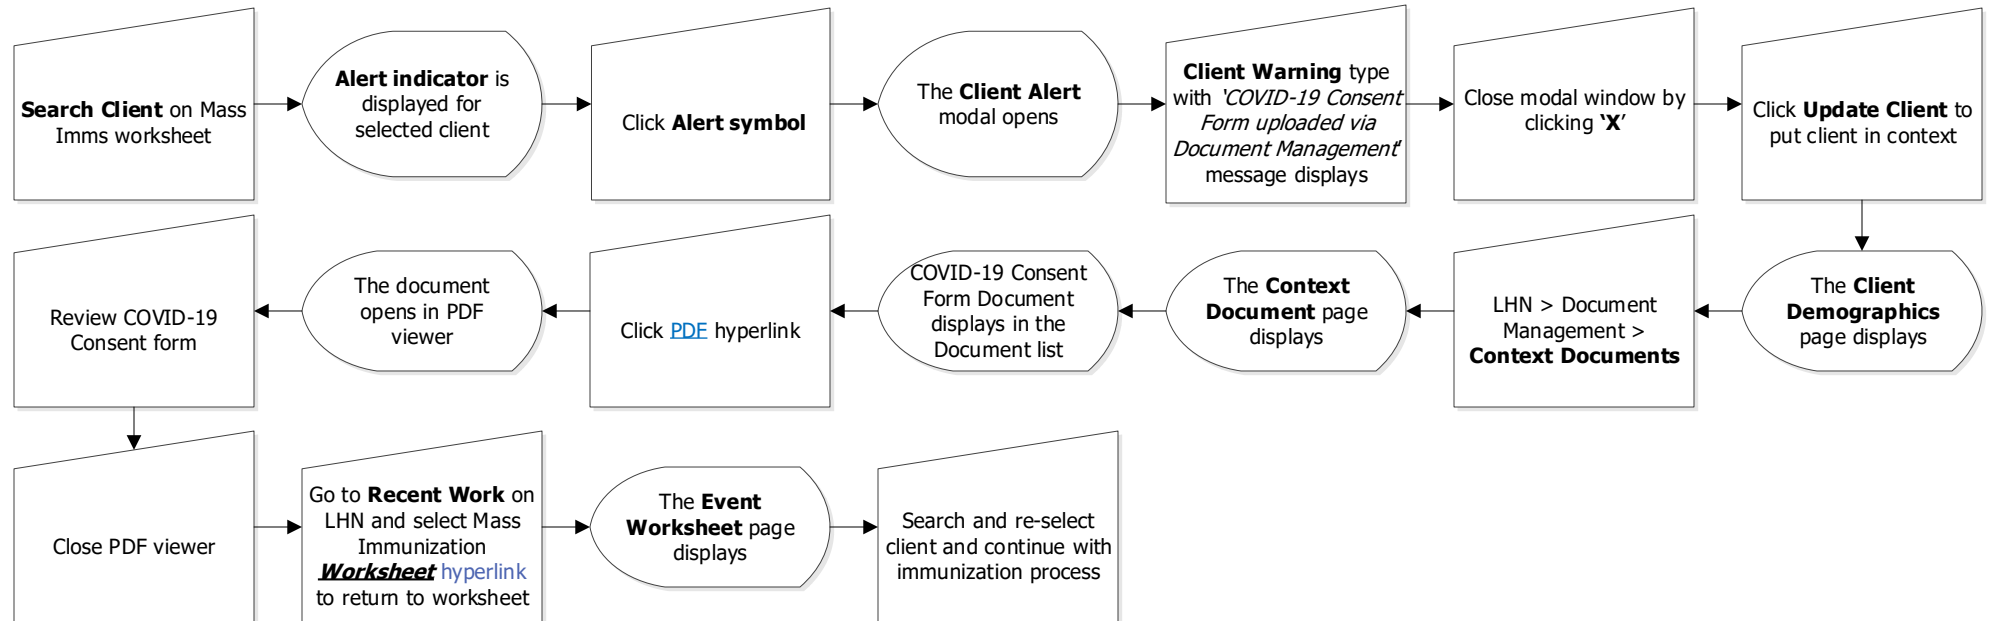 Search Client on Mass
Imms worksheet
Alert indicator is
displayed for
selected client
Click Alert symbol
The Client Alert
modal opens
Client Warning type
with ‘COVID-19 Consent
Form uploaded via
Document Management’
message displays
Close modal window by
clicking ‘X’
Click Update Client to
put client in context
The Client
Demographics
page displays
LHN > Document
Management >
Context Documents
The Context
Document page
displays
COVID-19 Consent
Form Document
displays in the
Document list
Click PDF hyperlink
The document
opens in PDF
viewer
Review COVID-19
Consent form
Close PDF viewer
Go to Recent Work on
LHN and select Mass
Immunization
Worksheet hyperlink
to return to worksheet
The Event
Worksheet page
displays
Search and re-select
client and continue with
immunization process